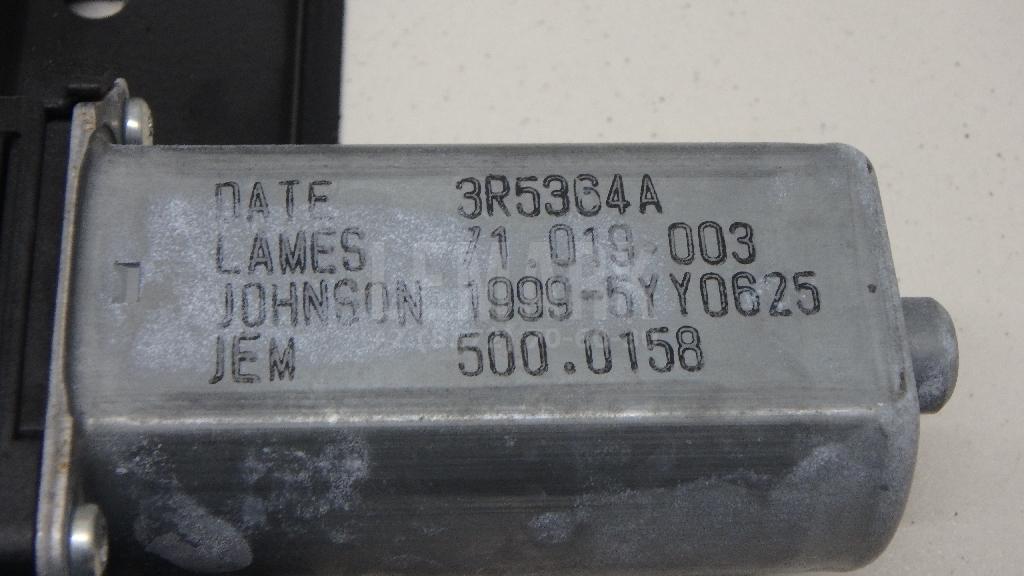 DATE 3R5364A
LAMES 71 019 003
JOHNSON 1999-5YY0625
JEM 500.0158